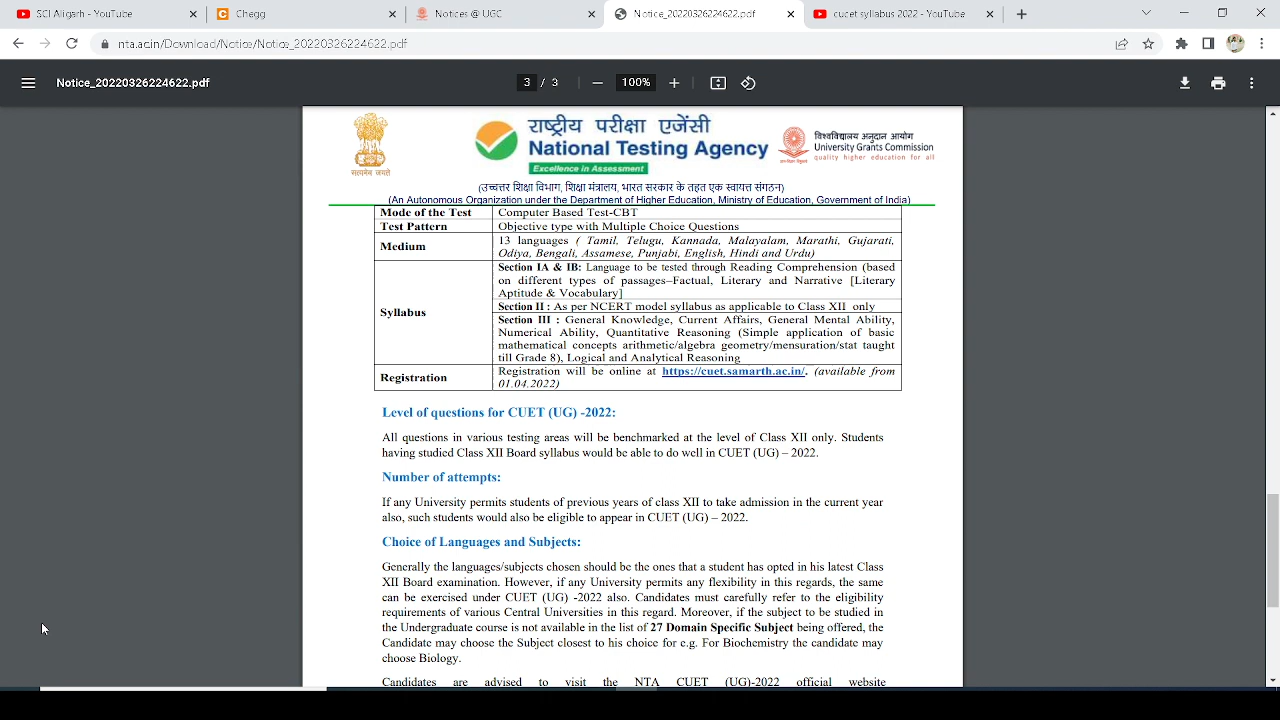 SCI Aligarh - YouTube
Chegg
Notices @ UGC
Notice_20220326224622.pdf
cucet syllabus 2022 - YouTube
nta.ac.in/Download/Notice/Notice_20220326224622.pdf
Notice_20220326224622.pdf
3 / 3
100%
सत्यमेव जयते
राष्ट्रीय परीक्षा एजेंसी
National Testing Agency
Excellence in Assessment
विश्वविद्यालय अनुदान आयोग
University Grants Commission
quality higher education for all
(उच्चतर शिक्षा विभाग, शिक्षा मंत्रालय, भारत सरकार के तहत एक स्वायत्त संगठन)
(An Autonomous Organization under the Department of Higher Education, Ministry of Education, Government of India)
Mode of the Test Computer Based Test-CBT
Test Pattern Objective type with Multiple Choice Questions
Medium 13 languages ( Tamil, Telugu, Kannada, Malayalam, Marathi, Gujarati,
Odiya, Bengali, Assamese, Punjabi, English, Hindi and Urdu)
Syllabus
Section IA & IB: Language to be tested through Reading Comprehension (based
on different types of passages–Factual, Literary and Narrative [Literary
Aptitude & Vocabulary]
Section II : As per NCERT model syllabus as applicable to Class XII only
Section III : General Knowledge, Current Affairs, General Mental Ability,
Numerical Ability, Quantitative Reasoning (Simple application of basic
mathematical concepts arithmetic/algebra geometry/mensuration/stat taught
till Grade 8), Logical and Analytical Reasoning
Registration Registration will be online at https://cuet.samarth.ac.in/. (available from
01.04.2022)
Level of questions for CUET (UG) -2022:
All questions in various testing areas will be benchmarked at the level of Class XII only. Students
having studied Class XII Board syllabus would be able to do well in CUET (UG) – 2022.
Number of attempts:
If any University permits students of previous years of class XII to take admission in the current year
also, such students would also be eligible to appear in CUET (UG) – 2022.
Choice of Languages and Subjects:
Generally the languages/subjects chosen should be the ones that a student has opted in his latest Class
XII Board examination. However, if any University permits any flexibility in this regards, the same
can be exercised under CUET (UG) -2022 also. Candidates must carefully refer to the eligibility
requirements of various Central Universities in this regard. Moreover, if the subject to be studied in
the Undergraduate course is not available in the list of 27 Domain Specific Subject being offered, the
Candidate may choose the Subject closest to his choice for e.g. For Biochemistry the candidate may
choose Biology.
Candidates are advised to visit the NTA CUET (UG)-2022 official website